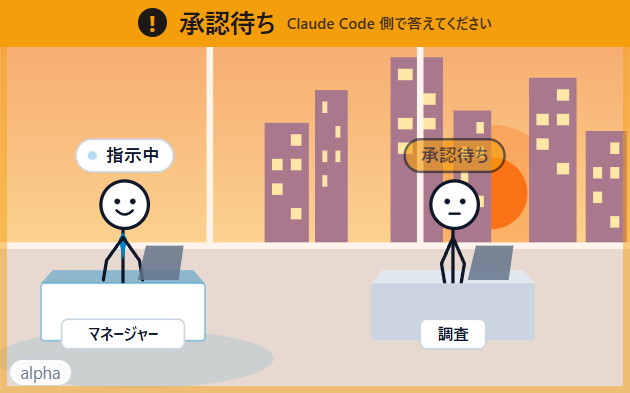 ! 承認待ち Claude Code 側で答えてください
指示中
承認待ち
マネージャー
調査
alpha